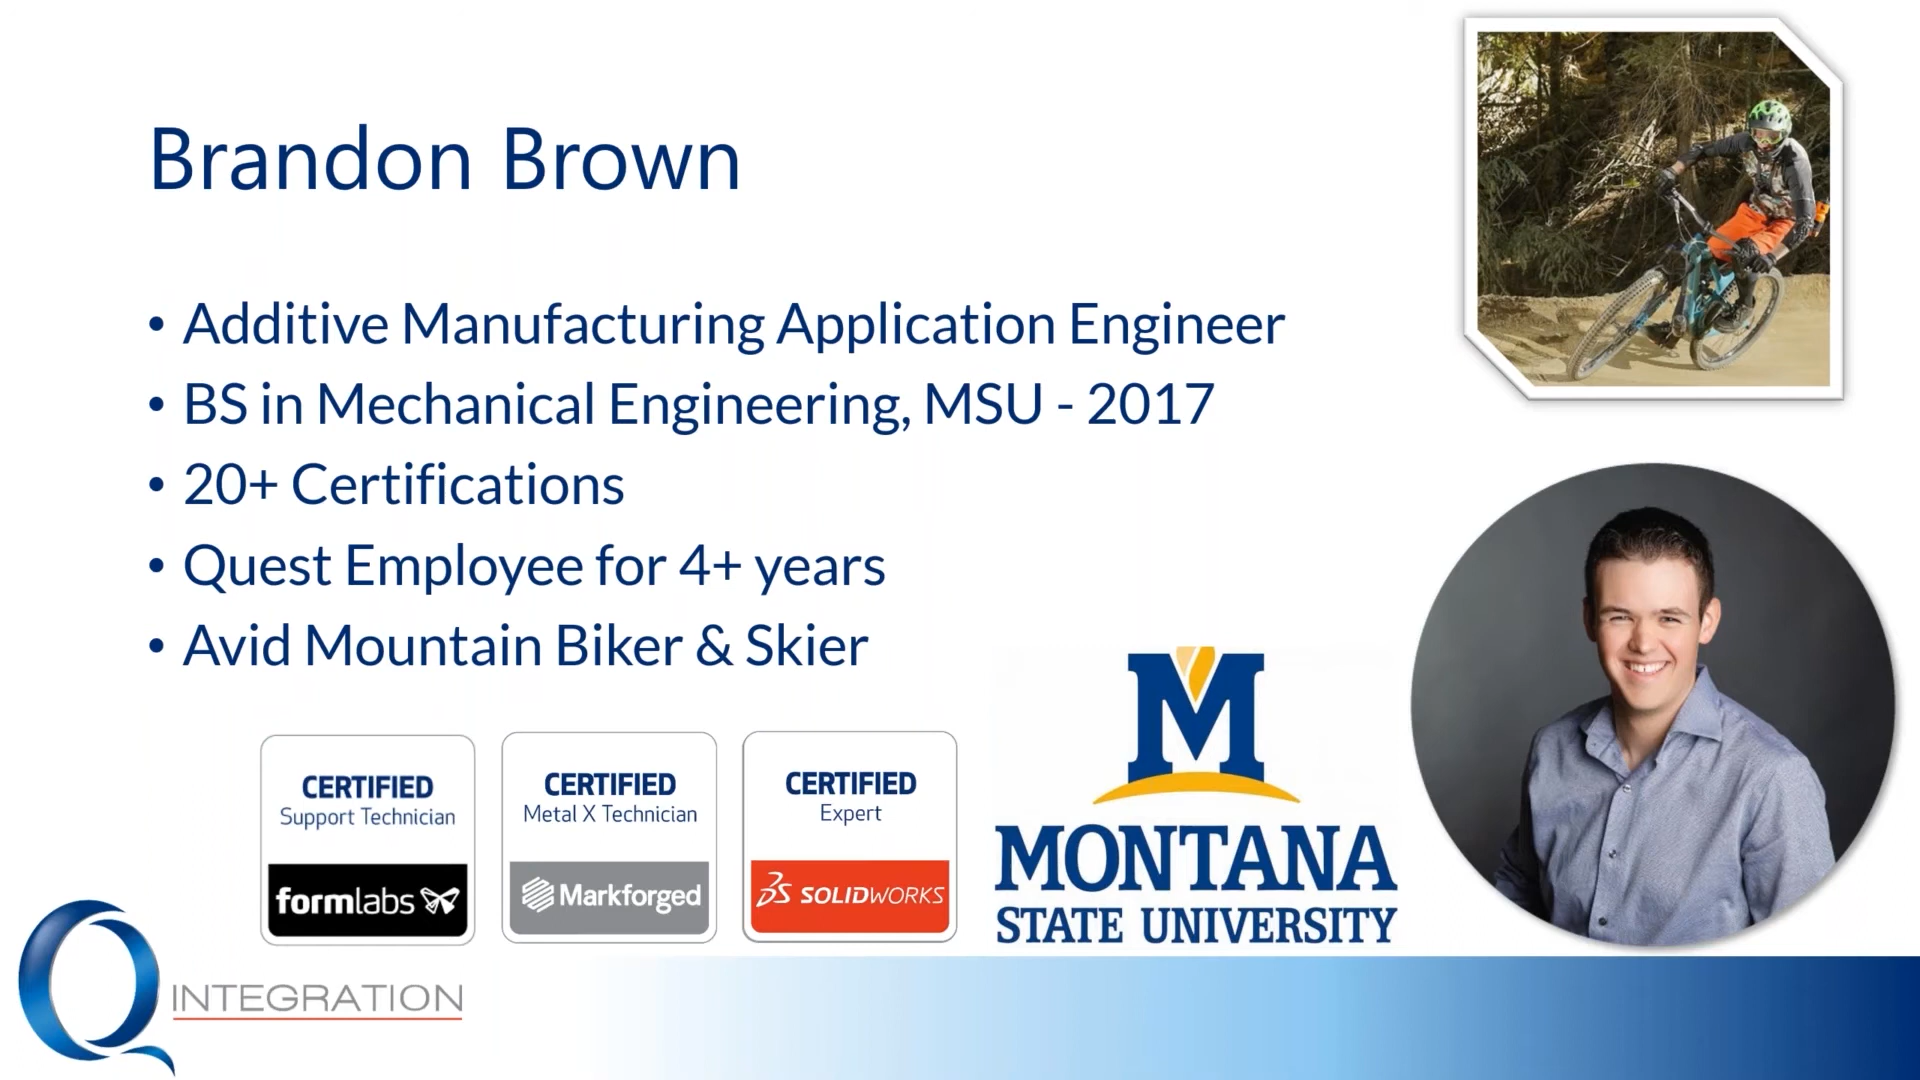 Brandon Brown
• Additive Manufacturing Application Engineer
• BS in Mechanical Engineering, MSU - 2017
• 20+ Certifications
• Quest Employee for 4+ years
• Avid Mountain Biker & Skier
CERTIFIED
Support Technician
formlabs
CERTIFIED
Metal X Technician
Markforged
CERTIFIED
Expert
3S SOLIDWORKS
M
MONTANA
STATE UNIVERSITY
Q INTEGRATION